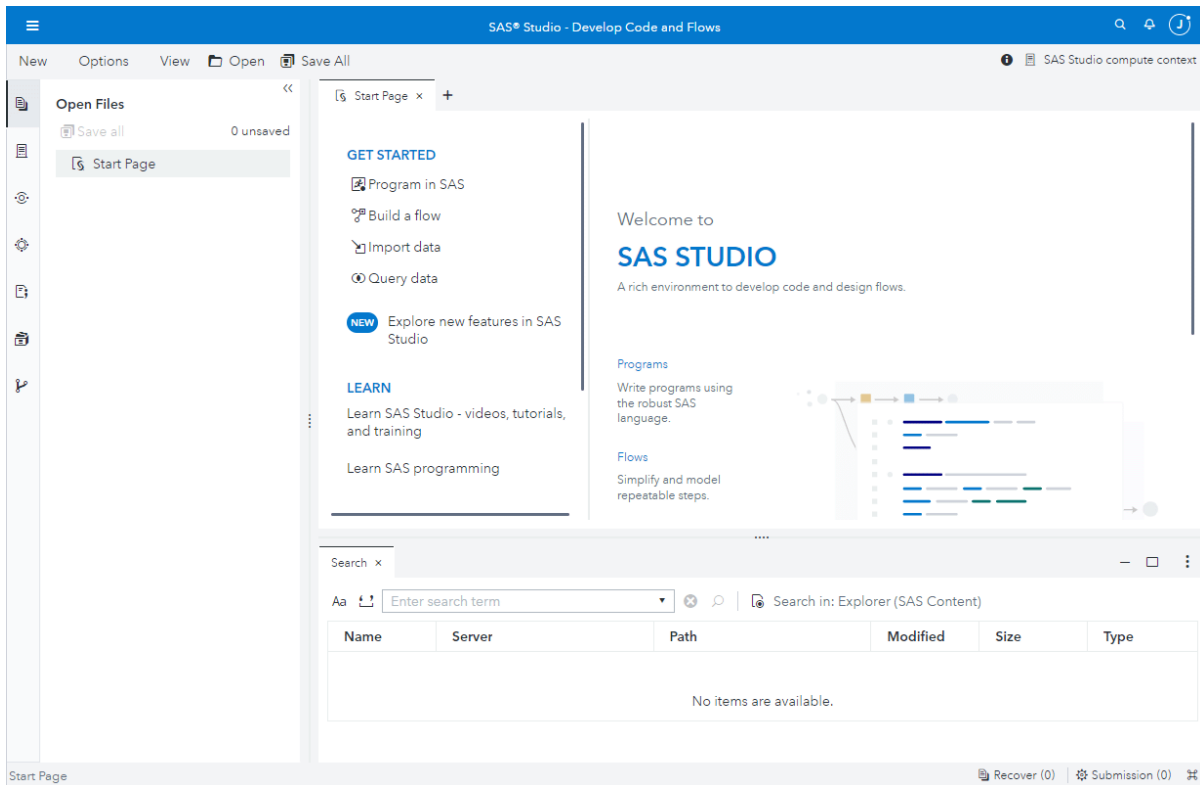 SAS® Studio - Develop Code and Flows
J
New Options View Open Save All
SAS Studio compute context
Open Files
Save all 0 unsaved
Start Page
Start Page ×
GET STARTED
Program in SAS
Build a flow
Import data
Query data
NEW Explore new features in SAS
Studio
LEARN
Learn SAS Studio - videos, tutorials,
and training
Learn SAS programming
Welcome to
SAS STUDIO
A rich environment to develop code and design flows.
Programs
Write programs using
the robust SAS
language.
Flows
Simplify and model
repeatable steps.
Search ×
Aa Enter search term Search in: Explorer (SAS Content)
Name Server Path Modified Size Type
No items are available.
Start Page Recover (0) Submission (0)